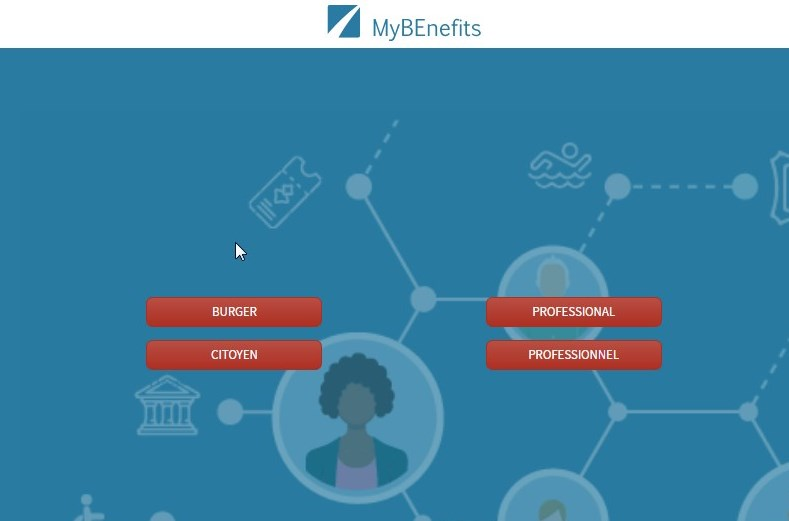 MyBEnefits
BURGER
PROFESSIONAL
CITOYEN
PROFESSIONNEL